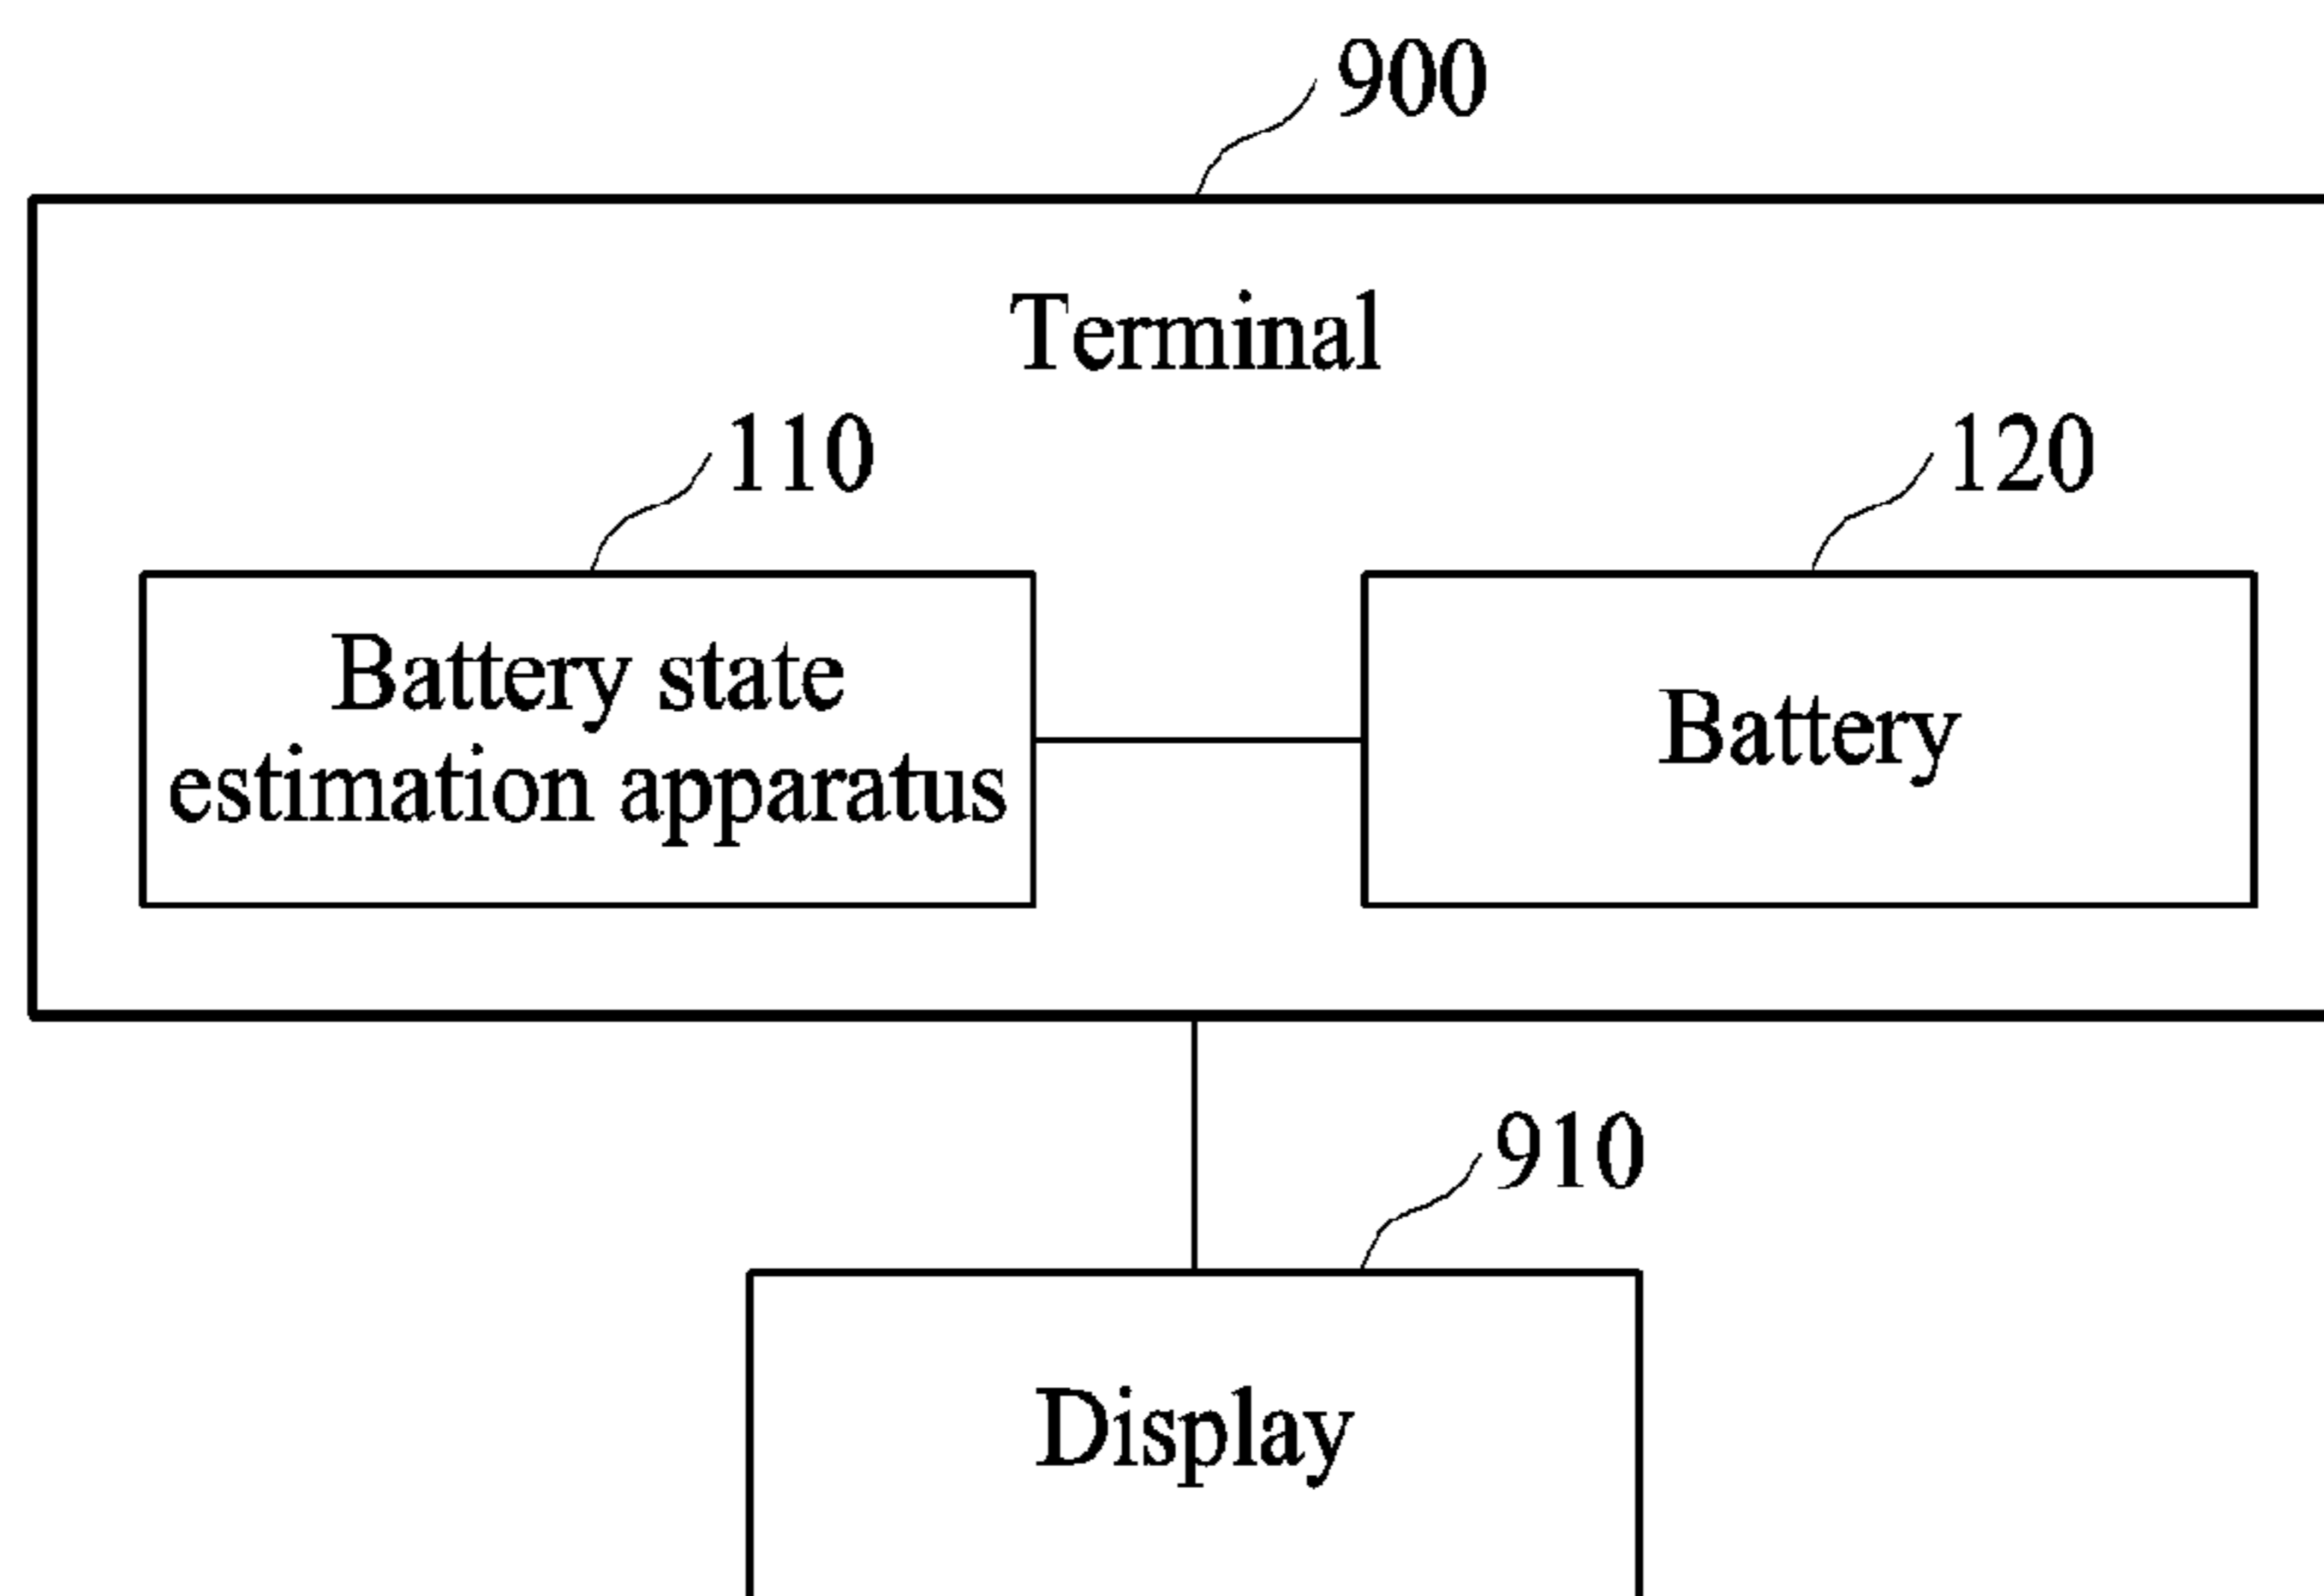 900
Terminal
110
120
Battery state
estimation apparatus
Battery
910
Display